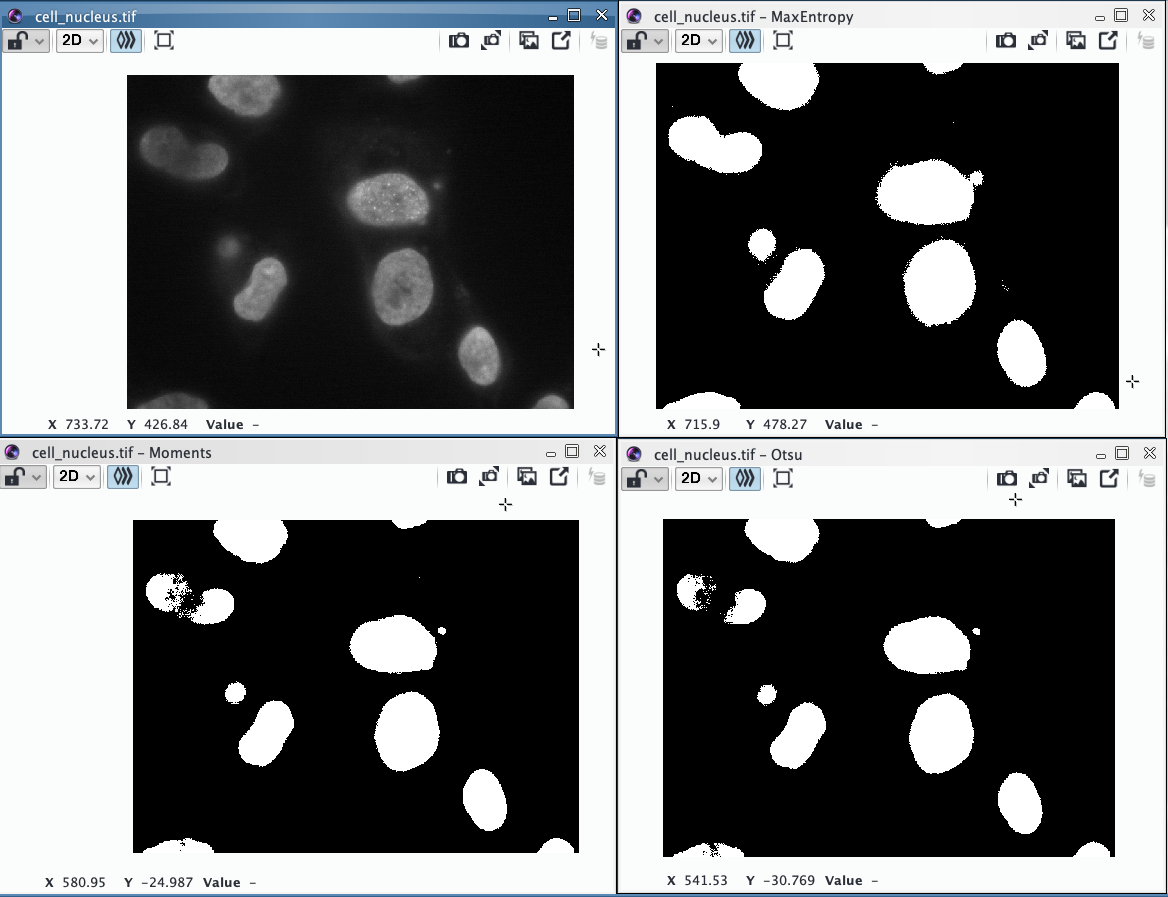 cell_nucleus.tif
2D
X 733.72 Y 426.84 Value –
cell_nucleus.tif – MaxEntropy
2D
X 715.9 Y 478.27 Value –
cell_nucleus.tif – Moments
2D
X 580.95 Y –24.987 Value –
cell_nucleus.tif – Otsu
2D
X 541.53 Y –30.769 Value –